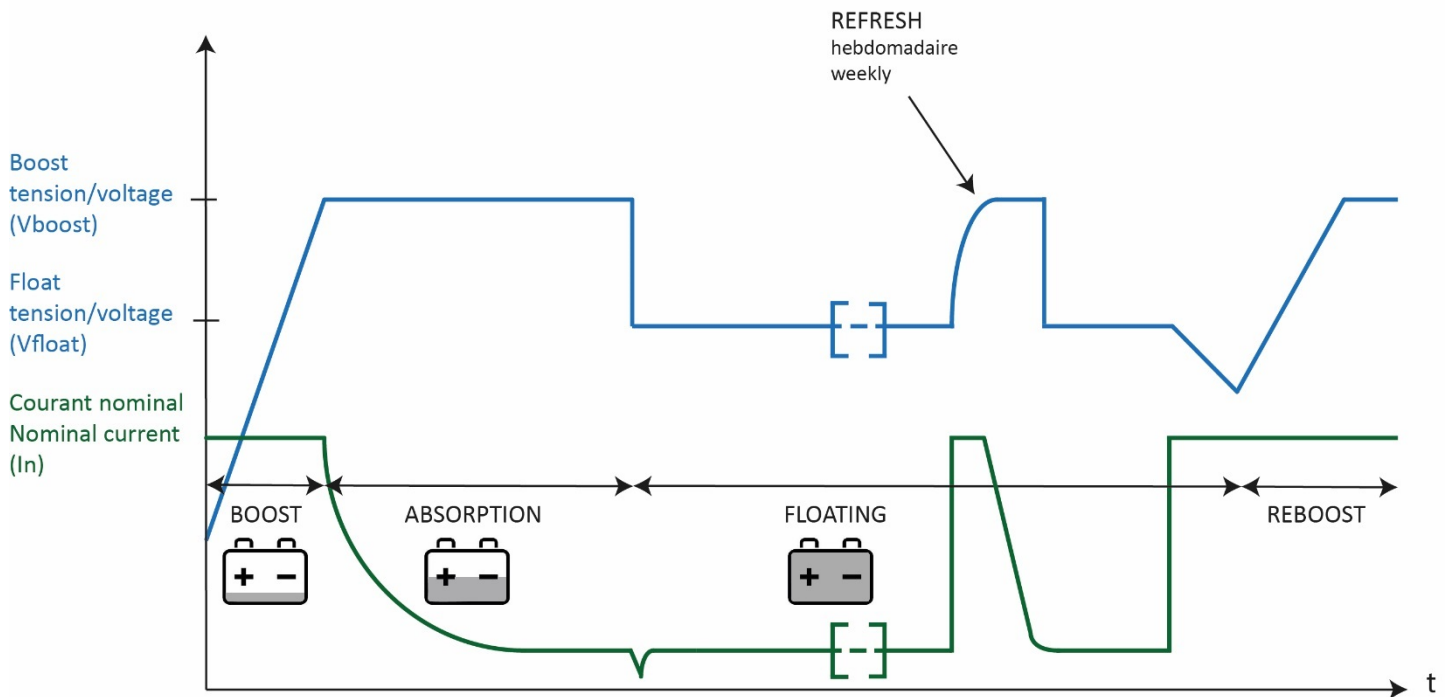 REFRESH
hebdomadaire
weekly
Boost
tension/voltage
(Vboost)
Float
tension/voltage
(Vfloat)
Courant nominal
Nominal current
(In)
BOOST
ABSORPTION
FLOATING
REBOOST
+ −
+ −
+ −
t